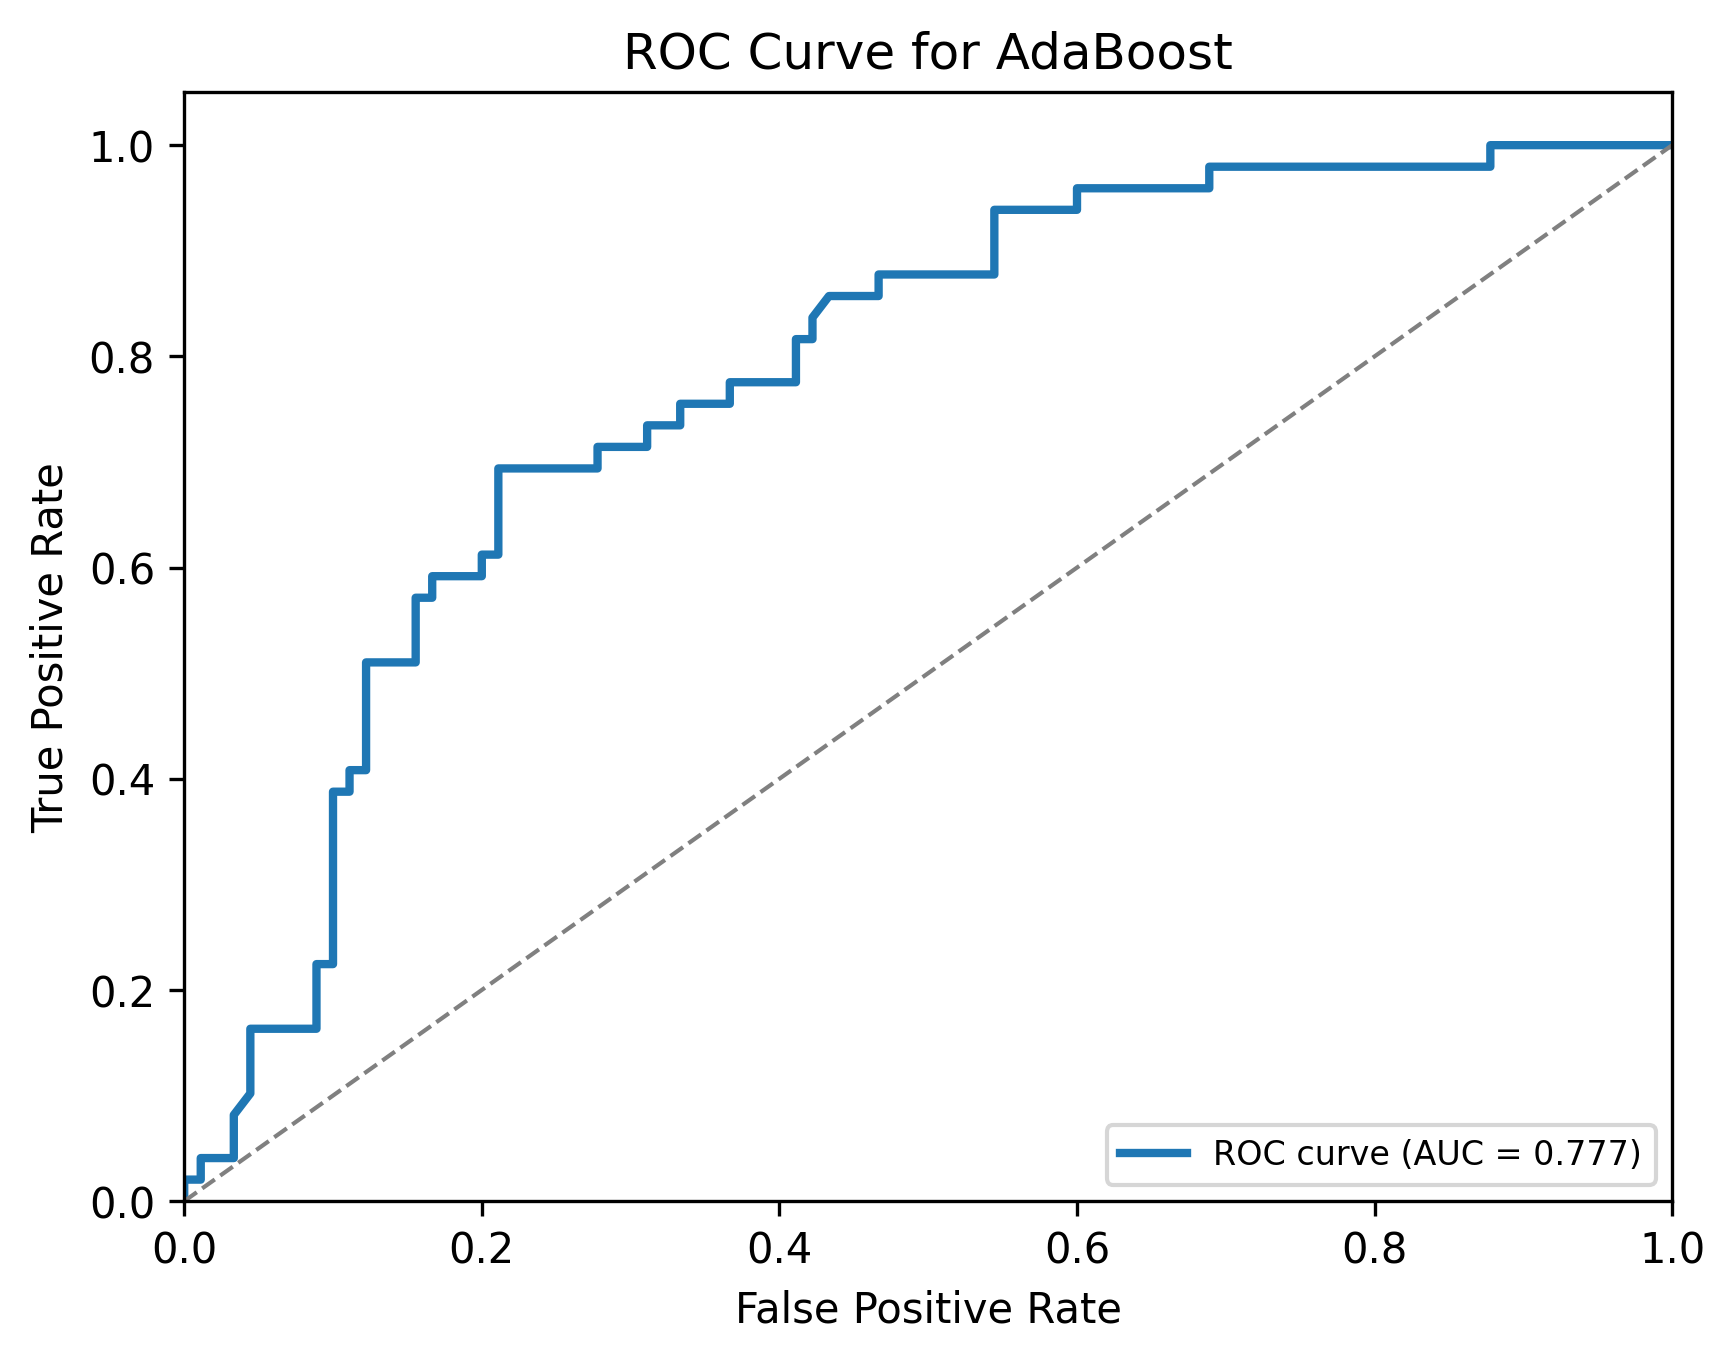 ROC Curve for AdaBoost
True Positive Rate
1.0
0.8
0.6
0.4
0.2
0.0
0.0 0.2 0.4 0.6 0.8 1.0
False Positive Rate
ROC curve (AUC = 0.777)